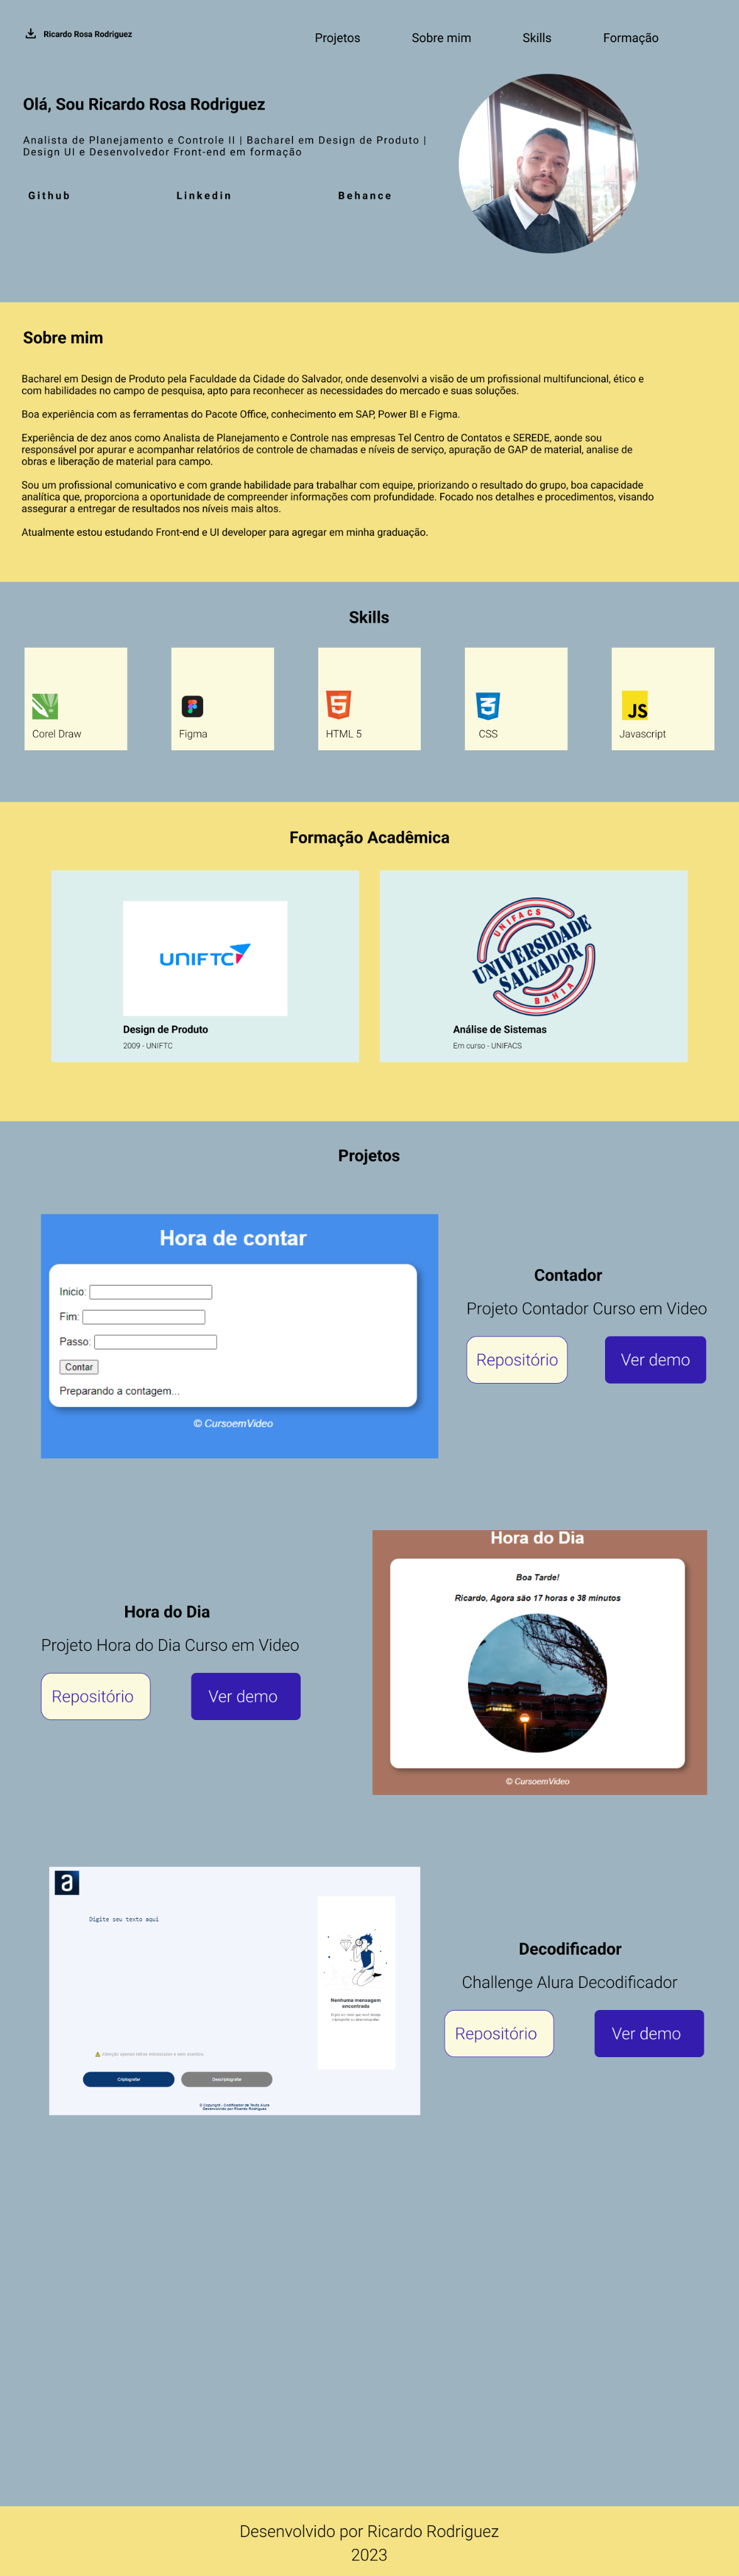 Ricardo Rosa Rodriguez
Projetos
Sobre mim
Skills
Formação
Olá, Sou Ricardo Rosa Rodriguez
Analista de Planejamento e Controle II | Bacharel em Design de Produto |
Design UI e Desenvolvedor Front-end em formação
Github
Linkedin
Behance
Sobre mim
Bacharel em Design de Produto pela Faculdade da Cidade do Salvador, onde desenvolvi a visão de um profissional multifuncional, ético e
com habilidades no campo de pesquisa, apto para reconhecer as necessidades do mercado e suas soluções.
Boa experiência com as ferramentas do Pacote Office, conhecimento em SAP, Power BI e Figma.
Experiência de dez anos como Analista de Planejamento e Controle nas empresas Tel Centro de Contatos e SEREDE, aonde sou
responsável por apurar e acompanhar relatórios de controle de chamadas e níveis de serviço, apuração de GAP de material, analise de
obras e liberação de material para campo.
Sou um profissional comunicativo e com grande habilidade para trabalhar com equipe, priorizando o resultado do grupo, boa capacidade
analítica que, proporciona a oportunidade de compreender informações com profundidade. Focado nos detalhes e procedimentos, visando
assegurar a entregar de resultados nos níveis mais altos.
Atualmente estou estudando Front-end e UI developer para agregar em minha graduação.
Skills
5
3
JS
Corel Draw
Figma
HTML 5
CSS
Javascript
Formação Acadêmica
UNIFTC
Design de Produto
2009 - UNIFTC
UNIFACS
UNIVERSIDADE
SALVADOR
BAHIA
Análise de Sistemas
Em curso - UNIFACS
Projetos
Hora de contar
Inicio:
Fim:
Passo:
Contar
Preparando a contagem...
© CursoemVideo
Contador
Projeto Contador Curso em Video
Repositório
Ver demo
Hora do Dia
Projeto Hora do Dia Curso em Video
Repositório
Ver demo
Hora do Dia
Boa Tarde!
Ricardo, Agora são 17 horas e 38 minutos
© CursoemVideo
a
Digite seu texto aqui
Nenhuma mensagem
encontrada
Criptografar
Descriptografar
Decodificador
Challenge Alura Decodificador
Repositório
Ver demo
Desenvolvido por Ricardo Rodriguez
2023